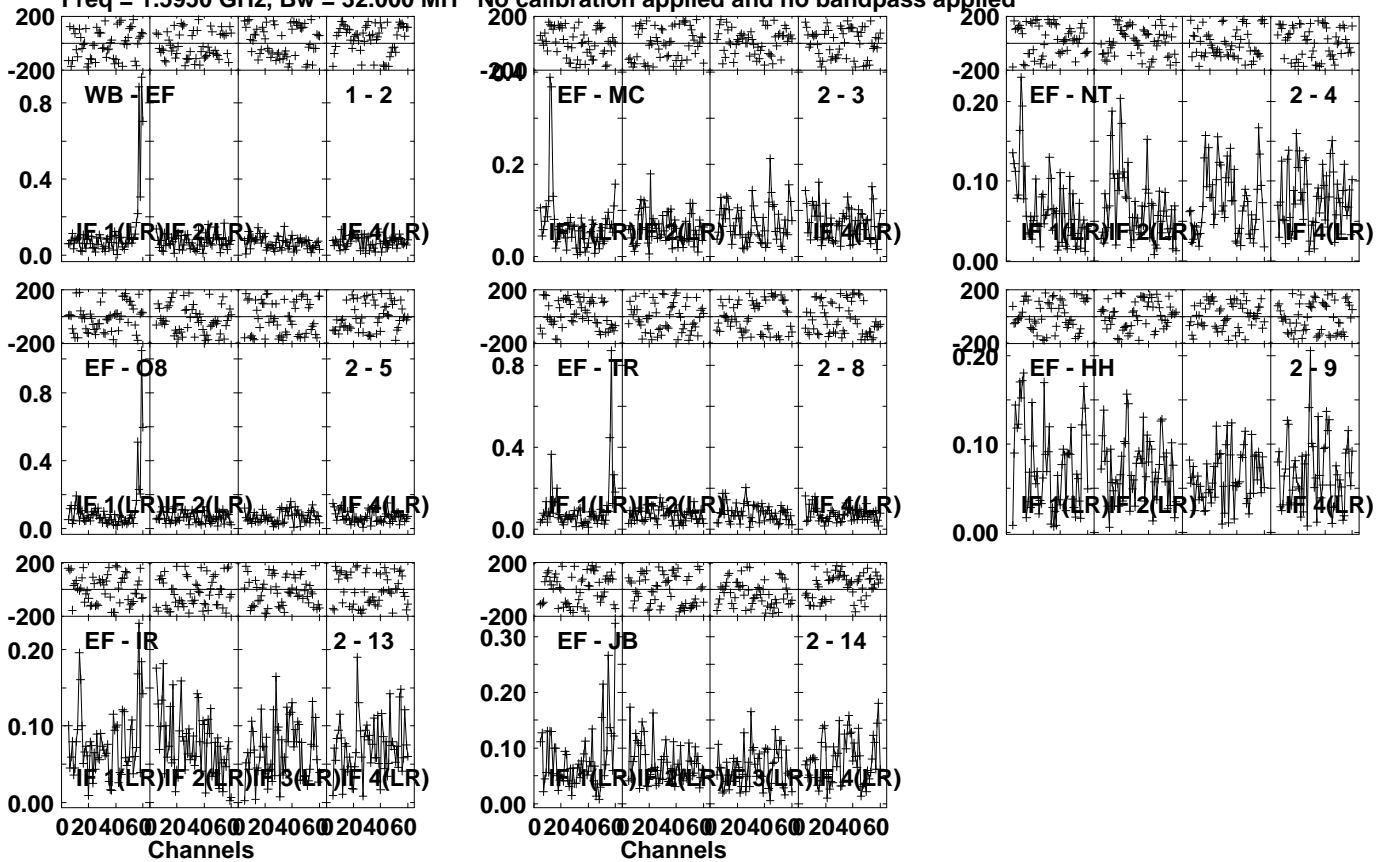 Freq = 1.5950 GHz, Bw = 32.000 MH No calibration applied and no bandpass applied
200 200 200
-200 -200 -200
WB - EF 1 - 2 EF - MC 2 - 3 EF - NT 2 - 4
0.8 0.4 0.20
0.4 0.2 0.10
IF 1(LR) IF 2(LR) IF 4(LR) IF 1(LR) IF 2(LR) IF 4(LR) IF 1(LR) IF 2(LR) IF 4(LR)
0.0 0.0 0.00
200 200 200
-200 -200 -200
EF - O8 2 - 5 EF - TR 2 - 8 EF - HH 2 - 9
0.8 0.8 0.20
0.4 0.4 0.10
IF 1(LR) IF 2(LR) IF 4(LR) IF 1(LR) IF 2(LR) IF 4(LR) IF 1(LR) IF 2(LR) IF 4(LR)
0.0 0.0 0.00
200 200
-200 -200
EF - IR 2 - 13 EF - JB 2 - 14
0.20 0.30
0.10 0.20
0.10
IF 1(LR) IF 2(LR) IF 3(LR) IF 4(LR) IF 1(LR) IF 2(LR) IF 3(LR) IF 4(LR)
0.00 0.00
0 20 40 60 0 20 40 60 0 20 40 60 0 20 40 60 0 20 40 60 0 20 40 60 0 20 40 60 0 20 40 60
Channels Channels